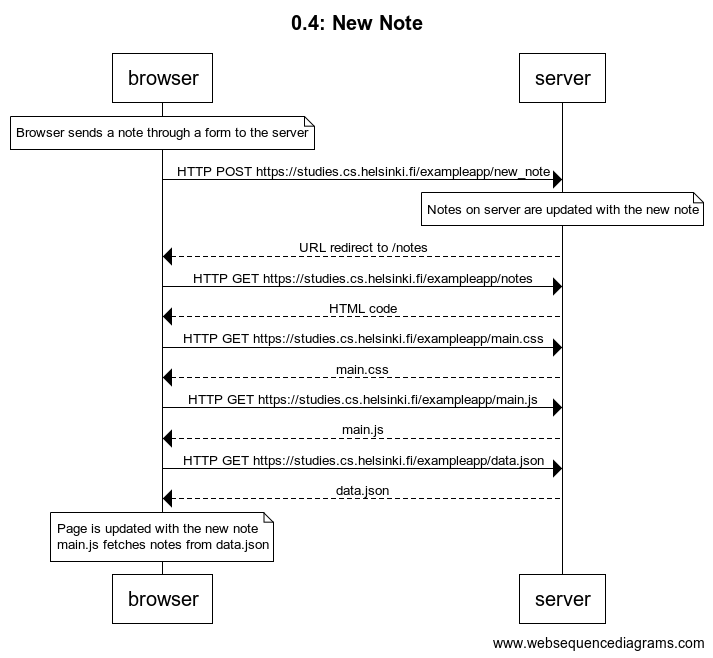 0.4: New Note
browser
server
Browser sends a note through a form to the server
HTTP POST https://studies.cs.helsinki.fi/exampleapp/new_note
Notes on server are updated with the new note
URL redirect to /notes
HTTP GET https://studies.cs.helsinki.fi/exampleapp/notes
HTML code
HTTP GET https://studies.cs.helsinki.fi/exampleapp/main.css
main.css
HTTP GET https://studies.cs.helsinki.fi/exampleapp/main.js
main.js
HTTP GET https://studies.cs.helsinki.fi/exampleapp/data.json
data.json
Page is updated with the new note
main.js fetches notes from data.json
browser
server
www.websequencediagrams.com